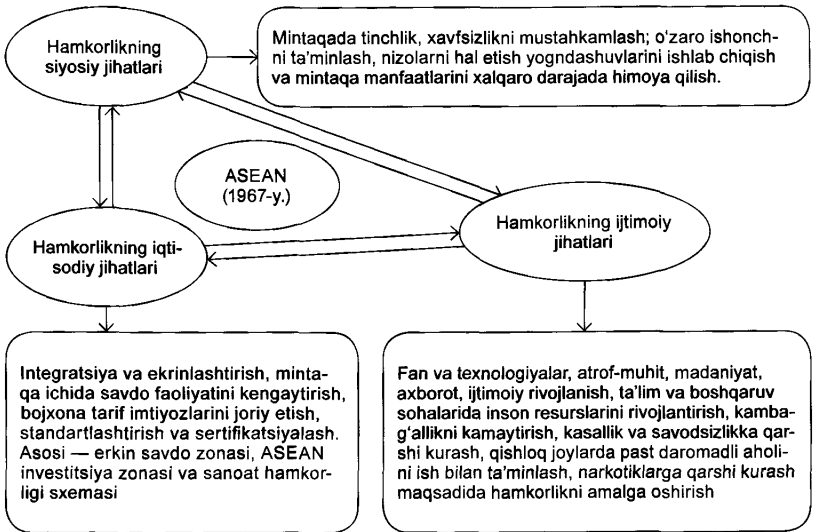 Hamkorlikning
siyosiy jihatlari
Mintaqada tinchlik, xavfsizlikni mustahkamlash; o'zaro ishonch-
ni ta'minlash, nizolarni hal etish yogndashuvlarini ishlab chiqish
va mintaqa manfaatlarini xalqaro darajada himoya qilish.
ASEAN
(1967-y.)
Hamkorlikning ijtimoiy
jihatlari
Hamkorlikning iqti-
sodiy jihatlari
Integratsiya va ekrinlashtirish, minta-
qa ichida savdo faoliyatini kengaytirish,
bojxona tarif imtiyozlarini joriy etish,
standartlashtirish va sertifikatsiyalash.
Asosi — erkin savdo zonasi, ASEAN
investitsiya zonasi va sanoat hamkor-
ligi sxemasi
Fan va texnologiyalar, atrof-muhit, madaniyat,
axborot, ijtimoiy rivojlanish, ta'lim va boshqaruv
sohalarida inson resurslarini rivojlantirish, kamba-
g'allikni kamaytirish, kasallik va savodsizlikka qar-
shi kurash, qishloq joylarda past daromadli aholi-
ni ish bilan ta'minlash, narkotiklarga qarshi kurash
maqsadida hamkorlikni amalga oshirish